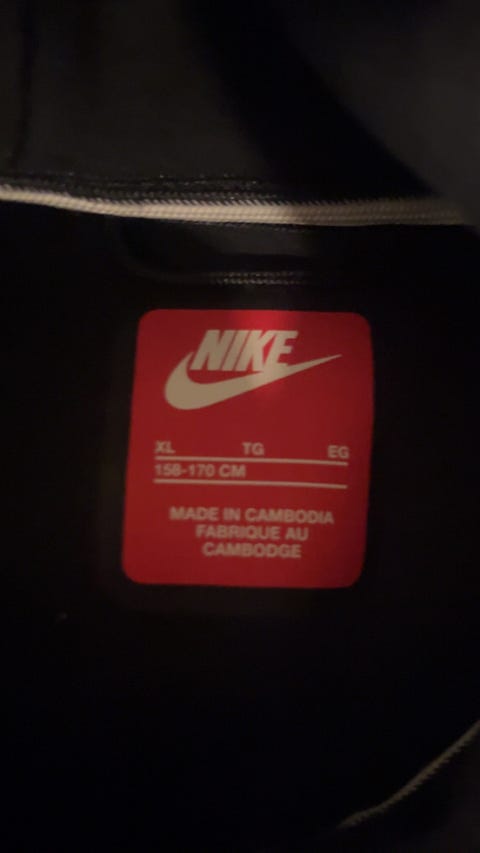 NIKE
XL TG EG
158-170 CM
MADE IN CAMBODIA
FABRIQUE AU
CAMBODGE